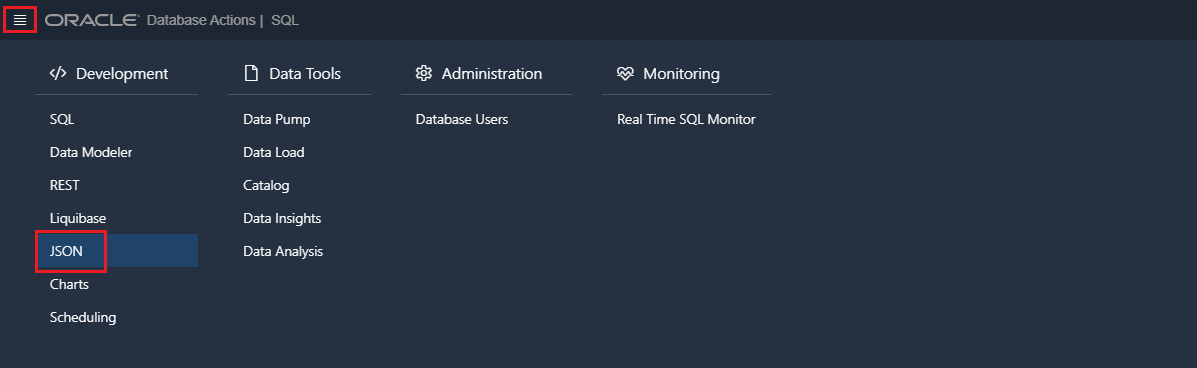 ORACLE Database Actions | SQL
Development
SQL
Data Modeler
REST
Liquibase
JSON
Charts
Scheduling
Data Tools
Data Pump
Data Load
Catalog
Data Insights
Data Analysis
Administration
Database Users
Monitoring
Real Time SQL Monitor